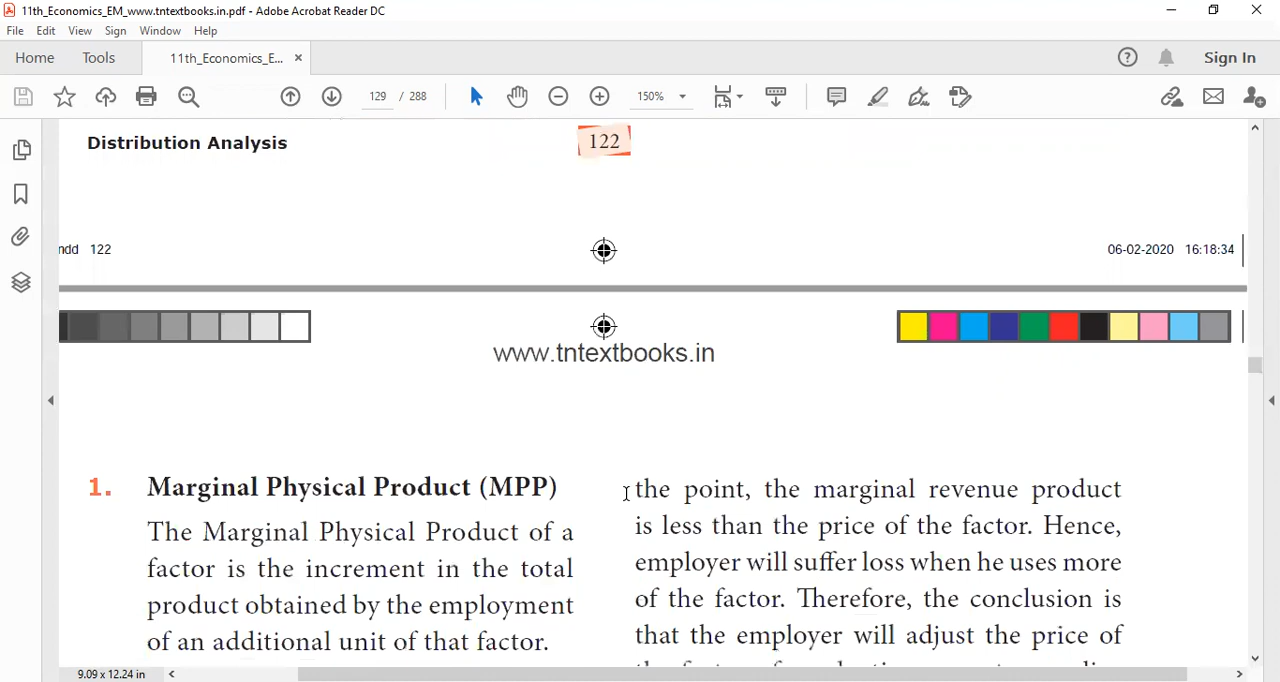 11th_Economics_EM_www.tntextbooks.in.pdf - Adobe Acrobat Reader DC
File Edit View Sign Window Help
Home Tools 11th_Economics_E... Sign In
129 / 288 150%
Distribution Analysis 122
ndd 122 06-02-2020 16:18:34
www.tntextbooks.in
1. Marginal Physical Product (MPP)
The Marginal Physical Product of a
factor is the increment in the total
product obtained by the employment
of an additional unit of that factor.
the point, the marginal revenue product
is less than the price of the factor. Hence,
employer will suffer loss when he uses more
of the factor. Therefore, the conclusion is
that the employer will adjust the price of
9.09 x 12.24 in